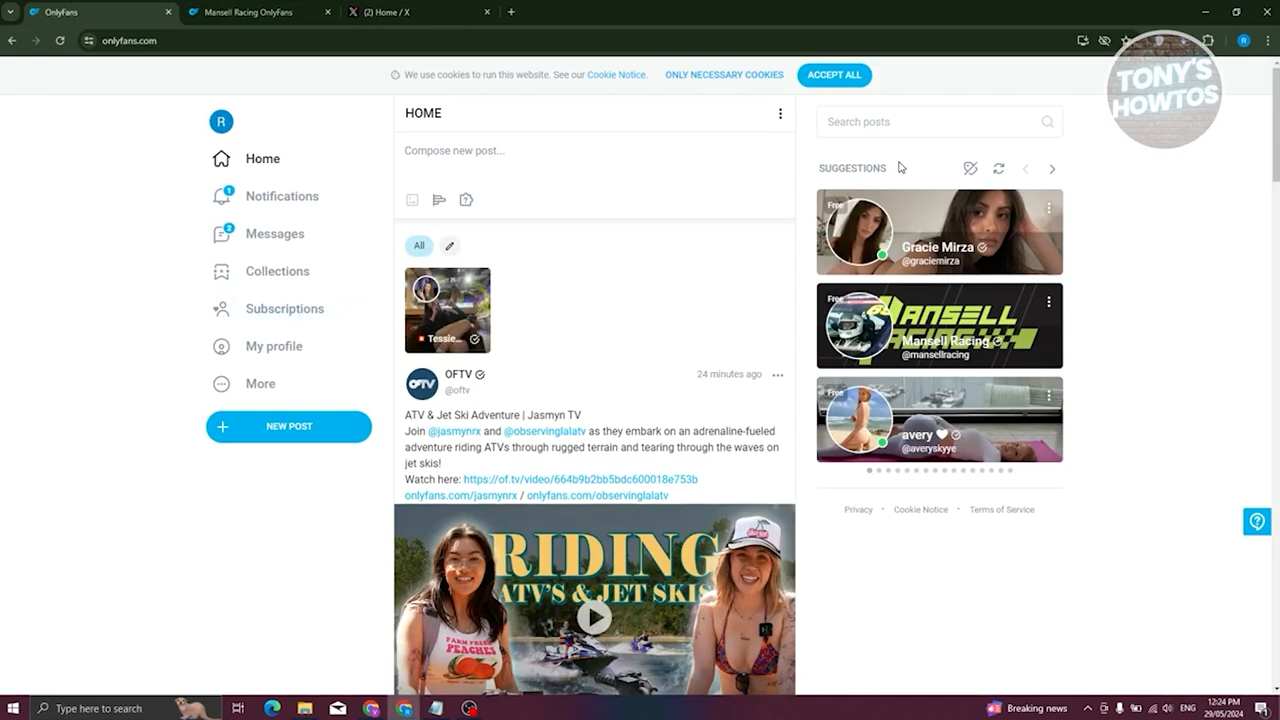 OnlyFans
Mansell Racing OnlyFans
(2) Home / X
onlyfans.com
R
TONY'S
HOWTOS
We use cookies to run this website. See our Cookie Notice.
ONLY NECESSARY COOKIES
ACCEPT ALL
R
Home
1
Notifications
2
Messages
Collections
Subscriptions
My profile
More
NEW POST
HOME
Compose new post...
All
Tessie...
OFTV
@oftv
24 minutes ago
ATV & Jet Ski Adventure | Jasmyn TV
Join @jasmynrx and @observinglalatv as they embark on an adrenaline-fueled
adventure riding ATVs through rugged terrain and tearing through the waves on
jet skis!
Watch here: https://of.tv/video/664b9b2bb5bdc600018e753b
onlyfans.com/jasmynrx / onlyfans.com/observinglalatv
RIDING
ATV'S & JET SKIS
FARM FRESH
PEACHES
Search posts
SUGGESTIONS
Free
Gracie Mirza
@graciemirza
Free
MANSELL
RACING
Mansell Racing
@mansellracing
Free
avery
@averyskyye
Privacy • Cookie Notice • Terms of Service
Type here to search
Breaking news
ENG
12:24 PM
29/05/2024